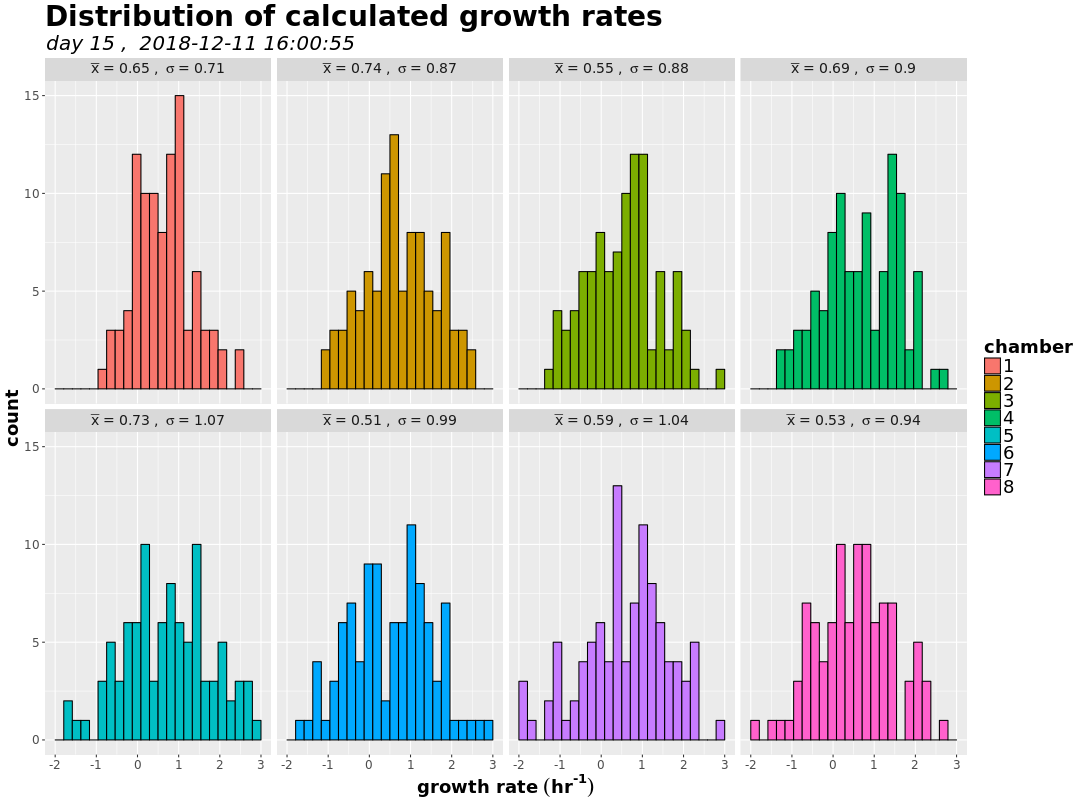 Distribution of calculated growth rates
day 15 ,  2018-12-11 16:00:55
x̅ = 0.65 ,  σ = 0.71
x̅ = 0.74 ,  σ = 0.87
x̅ = 0.55 ,  σ = 0.88
x̅ = 0.69 ,  σ = 0.9
15
10
5
0
x̅ = 0.73 ,  σ = 1.07
x̅ = 0.51 ,  σ = 0.99
x̅ = 0.59 ,  σ = 1.04
x̅ = 0.53 ,  σ = 0.94
15
10
5
0
-2 -1 0 1 2 3
-2 -1 0 1 2 3
-2 -1 0 1 2 3
-2 -1 0 1 2 3
count
growth rate (hr⁻¹)
chamber
1
2
3
4
5
6
7
8